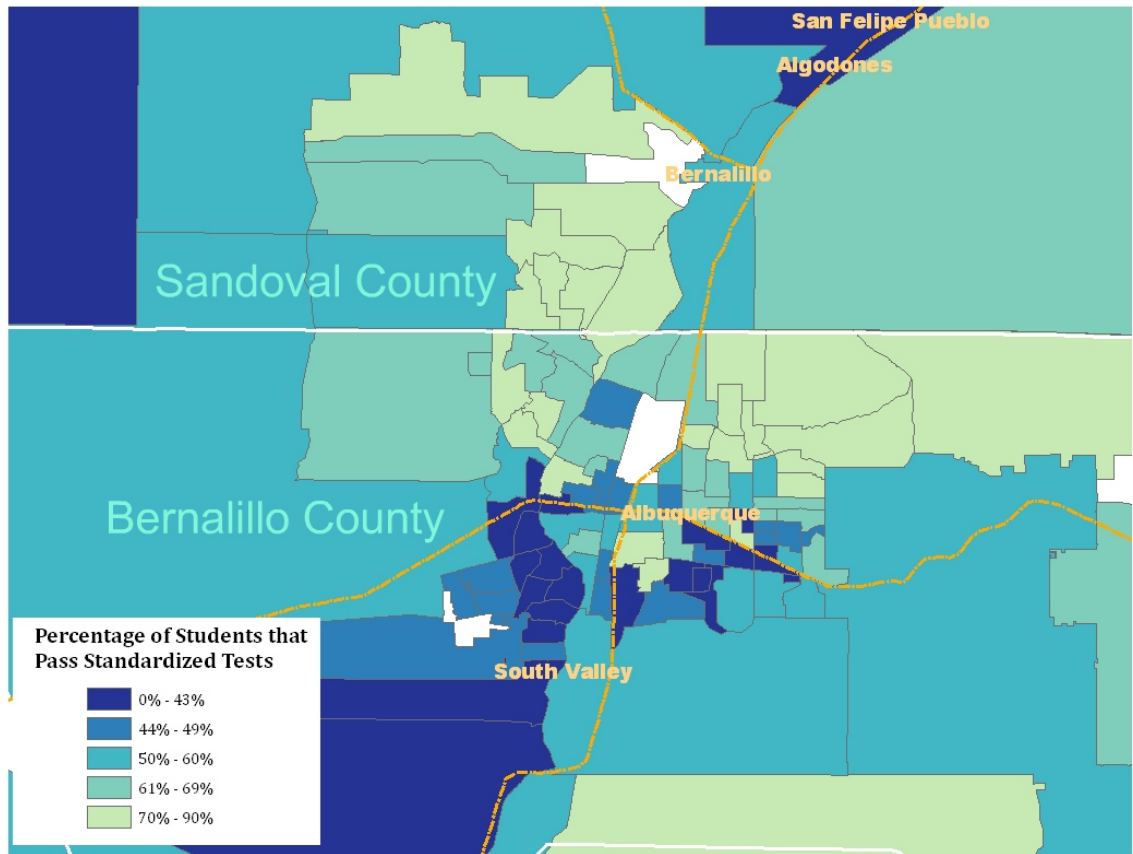 San Felipe Pueblo
Algodones
Bernalillo
Sandoval County
Bernalillo County
Albuquerque
South Valley
Percentage of Students that
Pass Standardized Tests
0% - 43%
44% - 49%
50% - 60%
61% - 69%
70% - 90%